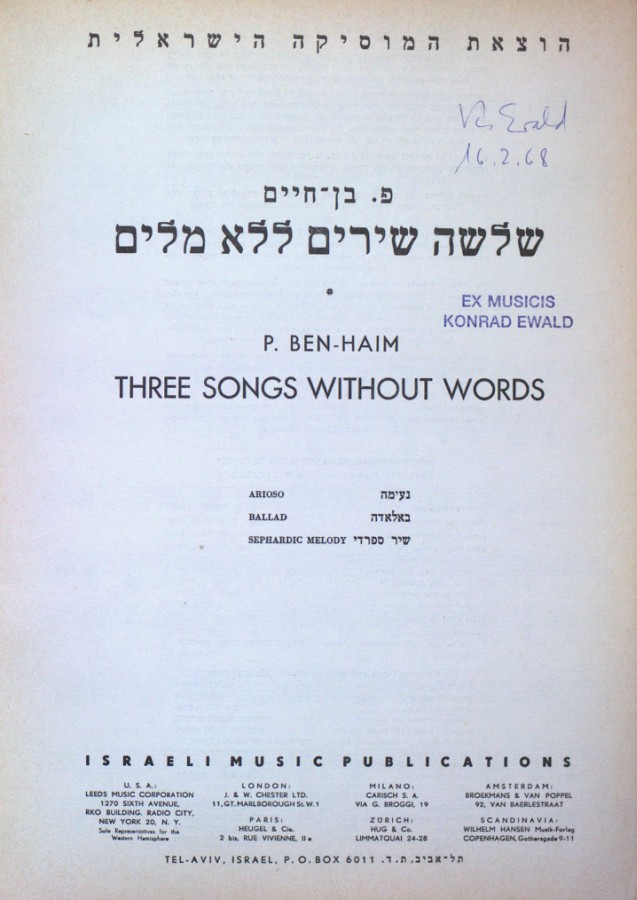 הוצאת המוסיקה הישראלית
Ewald
16.2.68
פ. בן־חיים
שלשה שירים ללא מלים
EX MUSICIS
KONRAD EWALD
P. BEN-HAIM
THREE SONGS WITHOUT WORDS
ARIOSO נעימה
BALLAD באלאדה
SEPHARDIC MELODY שיר ספרדי
ISRAELI MUSIC PUBLICATIONS
U. S. A.:
LEEDS MUSIC CORPORATION
1270 SIXTH AVENUE,
RKO BUILDING. RADIO CITY,
NEW YORK 20, N. Y.
Sole Representatives for the
Western Hemisphere
LONDON:
J. & W. CHESTER LTD.
11, GT. MARLBOROUGH St. W. 1
PARIS:
HEUGEL & Cie.
2 bis, RUE VIVIENNE, II e
MILANO:
CARISCH S. A.
VIA G. BROGGI, 19
ZÜRICH:
HUG & Co.
LIMMATQUAI 24-28
AMSTERDAM:
BROEKMANS & VAN POPPEL
92, VAN BAERLESTRAAT
SCANDINAVIA:
WILHELM HANSEN Musik-Forlag
COPENHAGEN, Gothersgade 9-11
TEL-AVIV, ISRAEL, P. O. BOX 6011 תל־אביב. ת. ד.